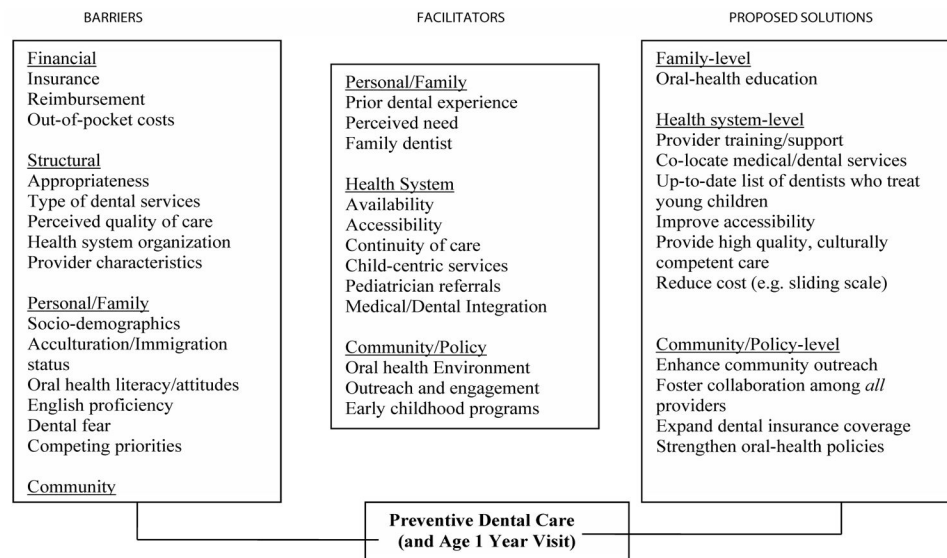 BARRIERS
Financial
Insurance
Reimbursement
Out-of-pocket costs
Structural
Appropriateness
Type of dental services
Perceived quality of care
Health system organization
Provider characteristics
Personal/Family
Socio-demographics
Acculturation/Immigration
status
Oral health literacy/attitudes
English proficiency
Dental fear
Competing priorities
Community
FACILITATORS
Personal/Family
Prior dental experience
Perceived need
Family dentist
Health System
Availability
Accessibility
Continuity of care
Child-centric services
Pediatrician referrals
Medical/Dental Integration
Community/Policy
Oral health Environment
Outreach and engagement
Early childhood programs
PROPOSED SOLUTIONS
Family-level
Oral-health education
Health system-level
Provider training/support
Co-locate medical/dental services
Up-to-date list of dentists who treat
young children
Improve accessibility
Provide high quality, culturally
competent care
Reduce cost (e.g. sliding scale)
Community/Policy-level
Enhance community outreach
Foster collaboration among all
providers
Expand dental insurance coverage
Strengthen oral-health policies
Preventive Dental Care
(and Age 1 Year Visit)